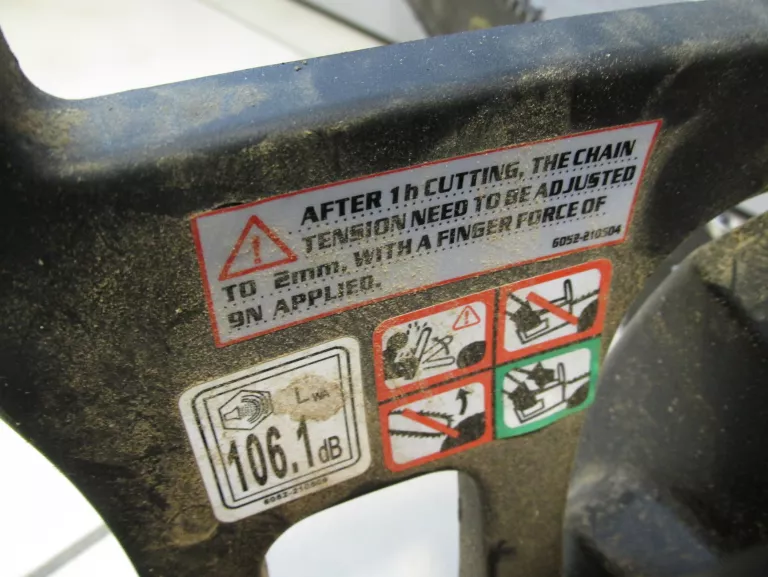 AFTER 1h CUTTING, THE CHAIN
TENSION NEED TO BE ADJUSTED
TO 2mm, WITH A FINGER FORCE OF
9N APPLIED.
6052-210504
LWA
106.1dB